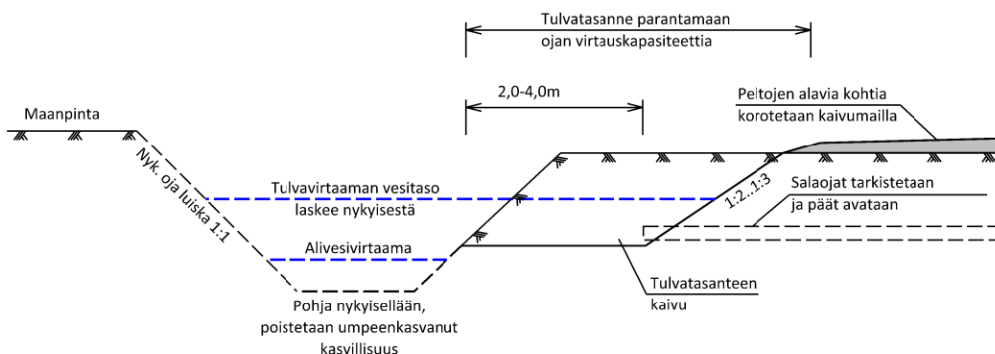 Tulvatasanne parantamaan
ojan virtauskapasiteettia
2,0-4,0m
Maanpinta
Peltojen alavia kohtia
korotetaan kaivumailla
Nyk. oja luiska 1:1
Tulvavirtaaman vesitaso
laskee nykyisestä
1:2..1:3
Salaojat tarkistetaan
ja päät avataan
Alivesivirtaama
Tulvatasanteen
kaivu
Pohja nykyisellään,
poistetaan umpeenkasvanut
kasvillisuus